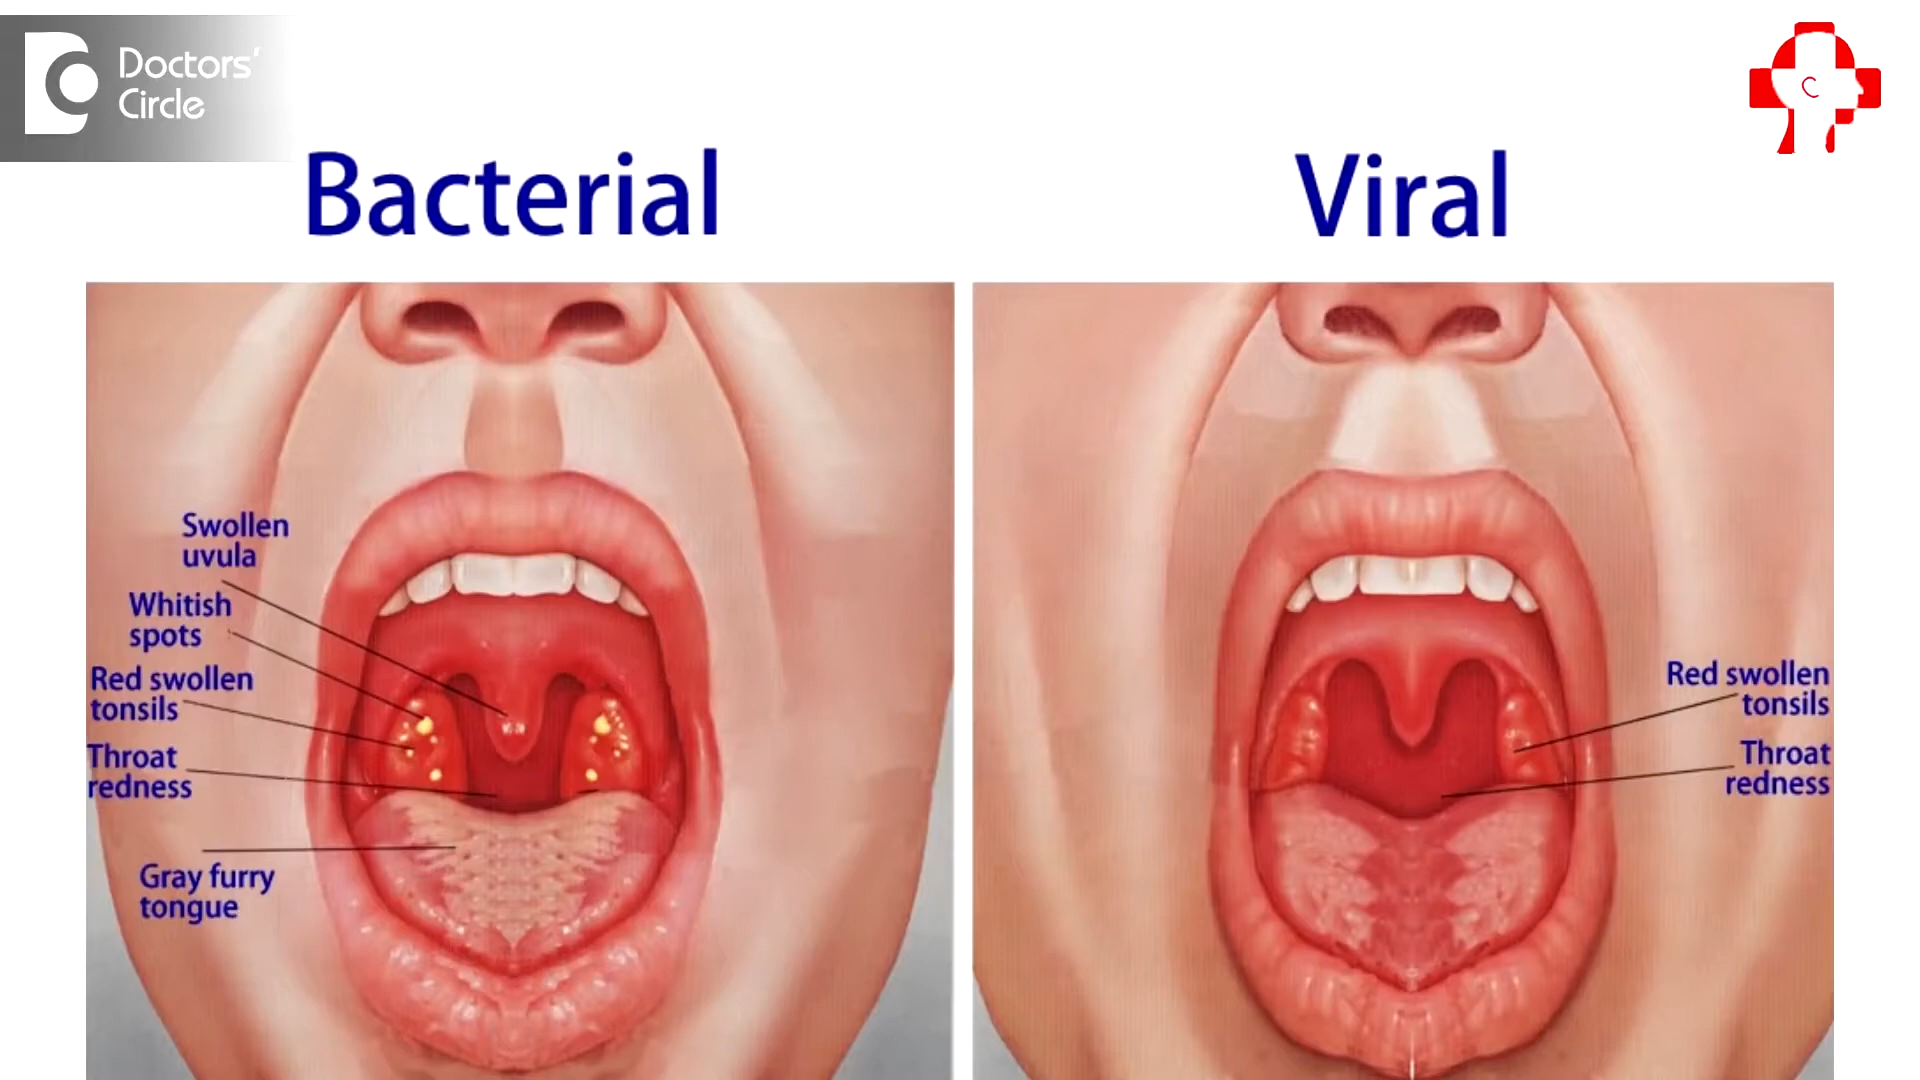 Doctors'
Circle
Bacterial
Viral
Swollen
uvula
Whitish
spots
Red swollen
tonsils
Throat
redness
Gray furry
tongue
Red swollen
tonsils
Throat
redness